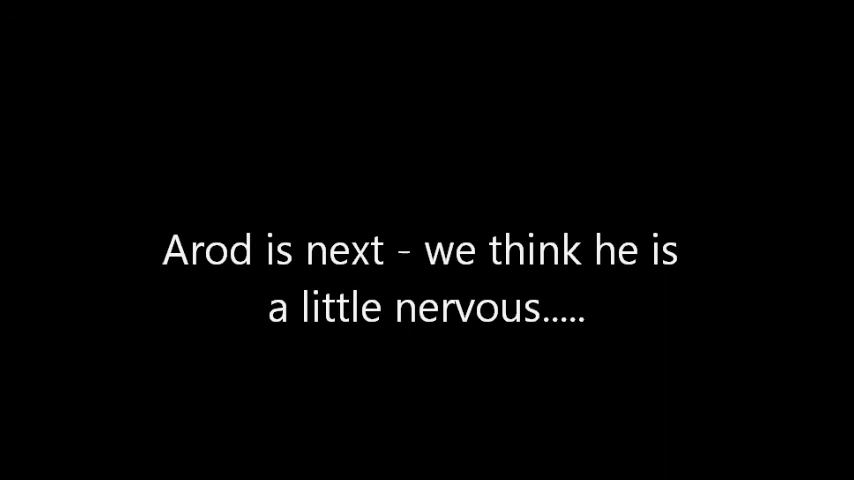 Arod is next - we think he is
a little nervous.....